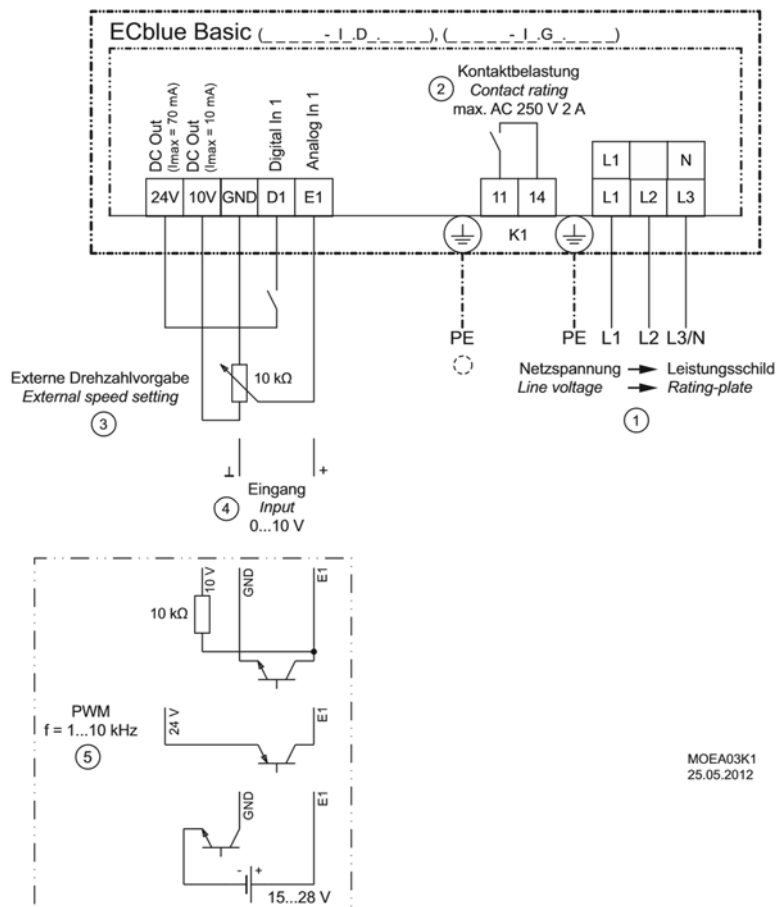 ECblue Basic (_ _ _ _ _-_I_.D_._ _ _ _ _), (_ _ _ _ _-_I_.G_._ _ _ _ _)
DC Out
(Imax = 70 mA)
DC Out
(Imax = 10 mA)
Digital In 1
Analog In 1
2
Kontaktbelastung
Contact rating
max. AC 250 V 2 A
L1 N
24V 10V GND D1 E1
11 14
L1 L2 L3
K1
PE
PE L1 L2 L3/N
Netzspannung Leistungsschild
Line voltage Rating-plate
1
Externe Drehzahlvorgabe
External speed setting
3
10 kΩ
+
4
Eingang
Input
0...10 V
10 kΩ
10 V
GND
E1
PWM
f = 1...10 kHz
5
24 V
E1
GND
E1
- +
15...28 V
MOEA03K1
25.05.2012